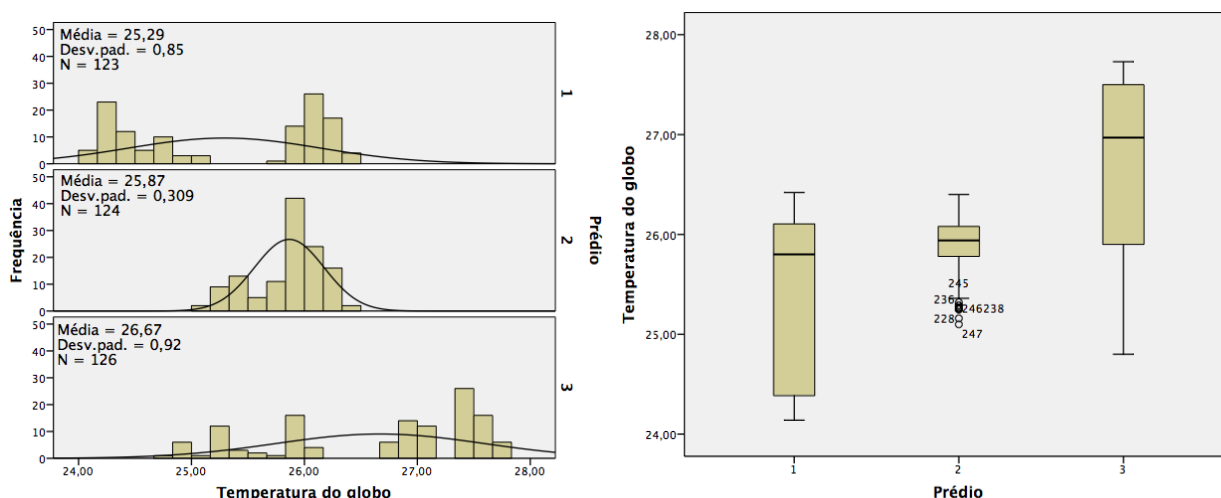 50
40
30
20
10
0
Média = 25,29
Desv.pad. = 0,85
N = 123
1
50
40
30
20
10
0
Média = 25,87
Desv.pad. = 0,309
N = 124
2
50
40
30
20
10
0
Média = 26,67
Desv.pad. = 0,92
N = 126
3
Frequência
Prédio
24,00 25,00 26,00 27,00 28,00
Temperatura do globo
Temperatura do globo
28,00
27,00
26,00
25,00
24,00
245
236
246238
228
247
1 2 3
Prédio